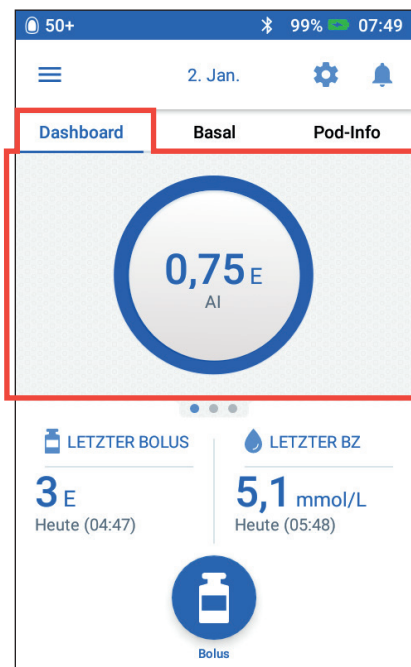 50+ 99% 07:49
2. Jan.
Dashboard Basal Pod-Info
0,75 E
AI
LETZTER BOLUS LETZTER BZ
3 E 5,1 mmol/L
Heute (04:47) Heute (05:48)
Bolus